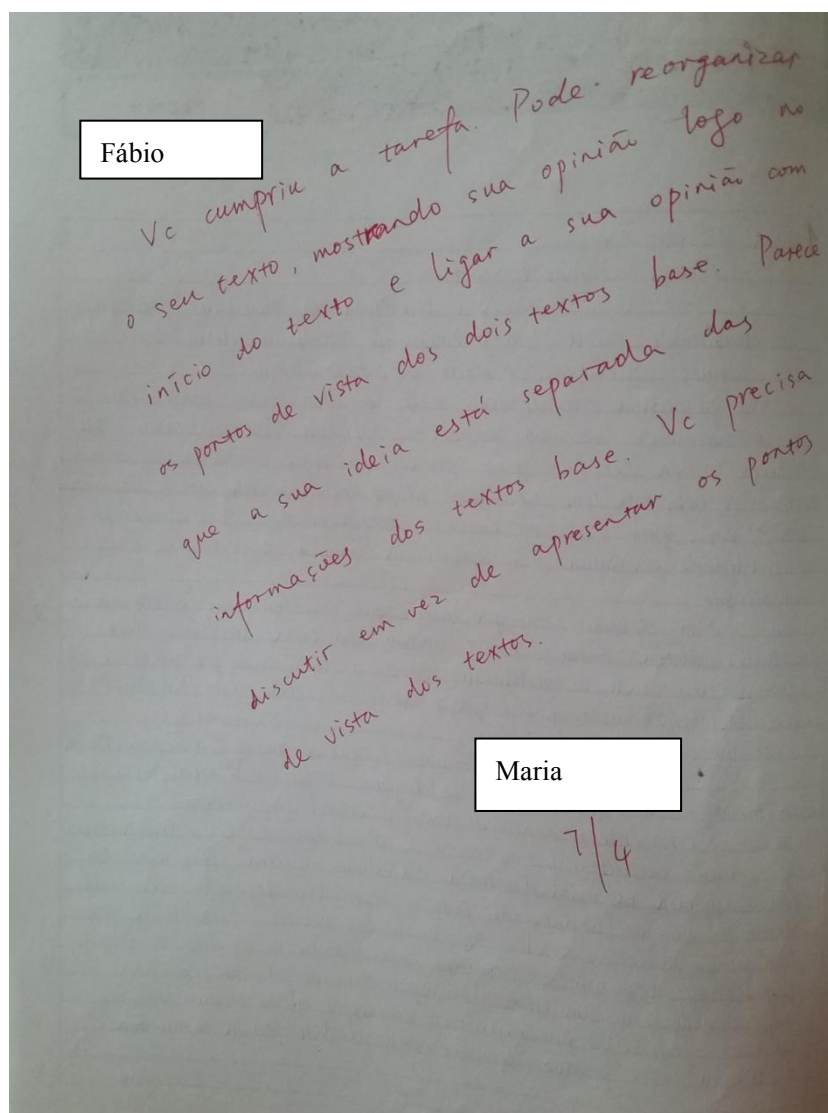 Fábio
Vc cumpriu a tarefa. Pode reorganizar
o seu texto, mostrando sua opinião logo no
início do texto e ligar a sua opinião com
os pontos de vista dos dois textos base. Parece
que a sua ideia está separada das
informações dos textos base. Vc precisa
discutir em vez de apresentar os pontos
de vista dos textos.
Maria
7/4